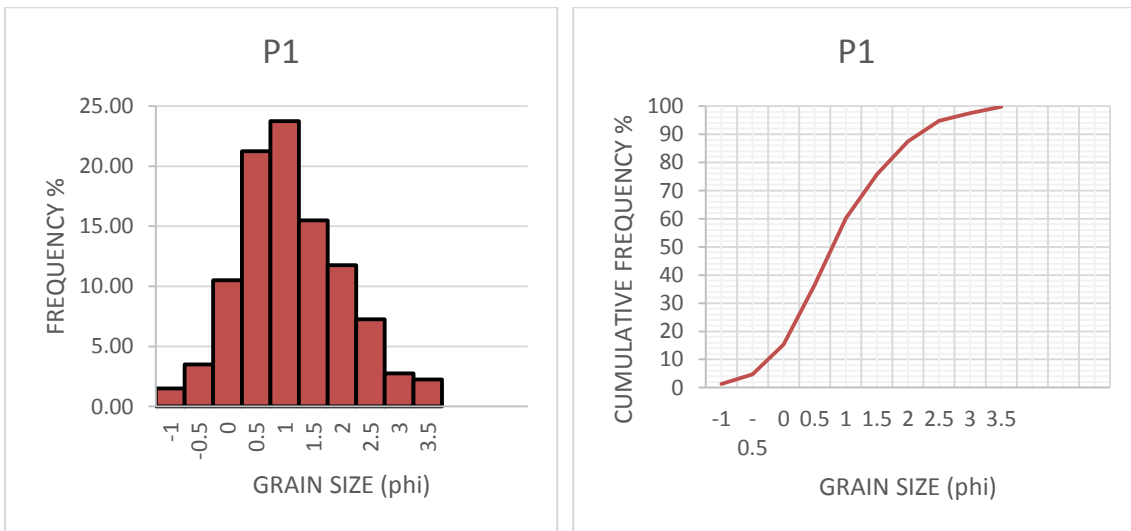 P1
25.00
20.00
15.00
10.00
5.00
0.00
FREQUENCY %
-1 -0.5 0 0.5 1 1.5 2 2.5 3 3.5
GRAIN SIZE (phi)
P1
100
90
80
70
60
50
40
30
20
10
0
CUMULATIVE FREQUENCY %
-1 - 0 0.5 1 1.5 2 2.5 3 3.5
0.5
GRAIN SIZE (phi)